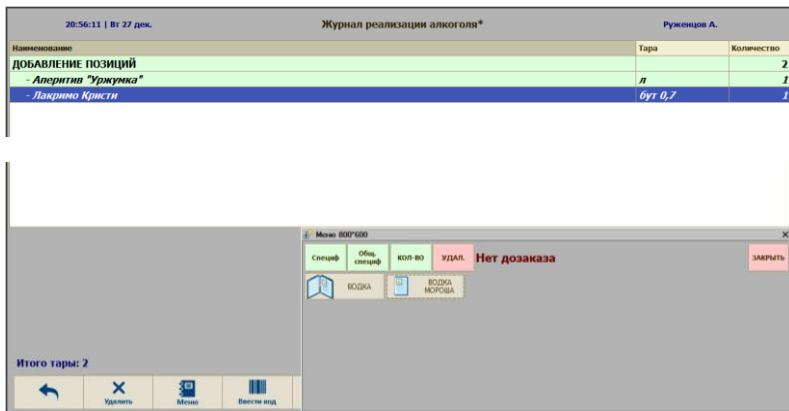 20:56:11 | Вт 27 дек. Журнал реализации алкоголя* Руженцов А.
Наименование Тара Количество
ДОБАВЛЕНИЕ ПОЗИЦИЙ 2
- Аперитив "Уржумка" л 1
- Лакримо Кристи бут 0,7 1
Меню 800*600 ×
Специф Общ. специф КОЛ-ВО УДАЛ. Нет дозаказа ЗАКРЫТЬ
ВОДКА ВОДКА МОРОША
Итого тары: 2
Удалить Меню Ввести код